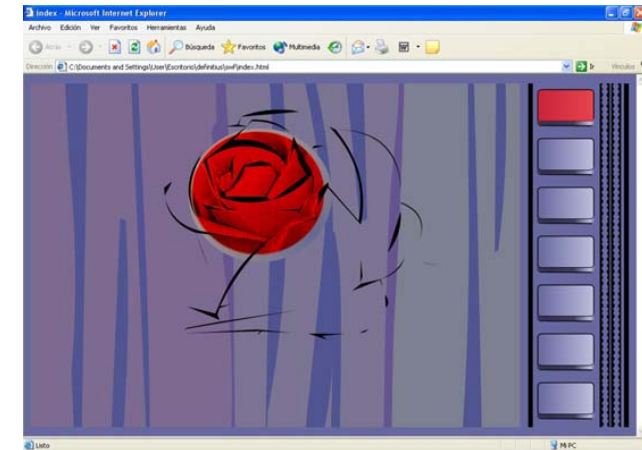 index - Microsoft Internet Explorer
Archivo Edición Ver Favoritos Herramientas Ayuda
Atrás Búsqueda Favoritos Multimedia
Dirección C:\Documents and Settings\User\Escritorio\definitius\swf\index.html Ir Vínculos
Listo Mi PC